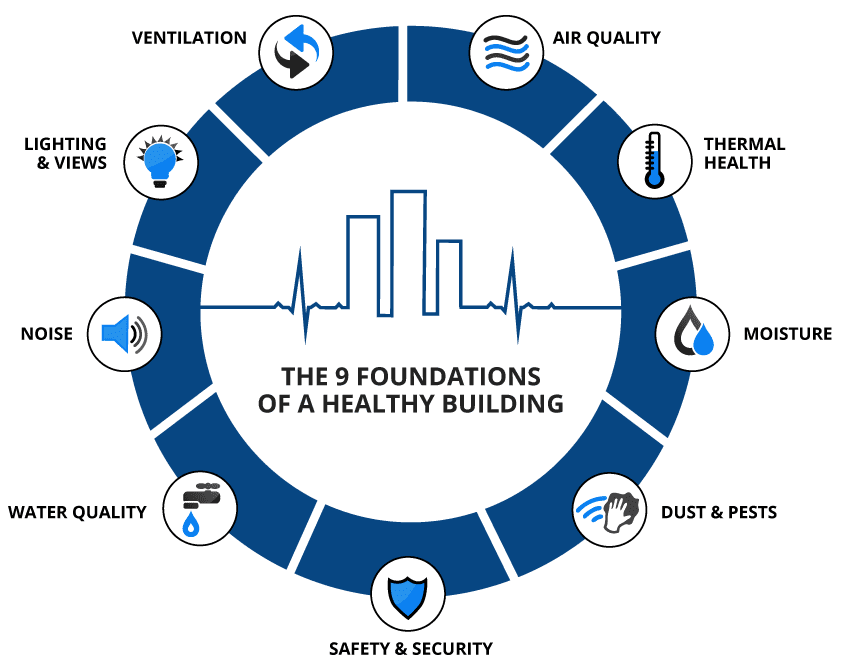 VENTILATION
AIR QUALITY
LIGHTING
& VIEWS
THERMAL
HEALTH
NOISE
MOISTURE
THE 9 FOUNDATIONS
OF A HEALTHY BUILDING
WATER QUALITY
DUST & PESTS
SAFETY & SECURITY